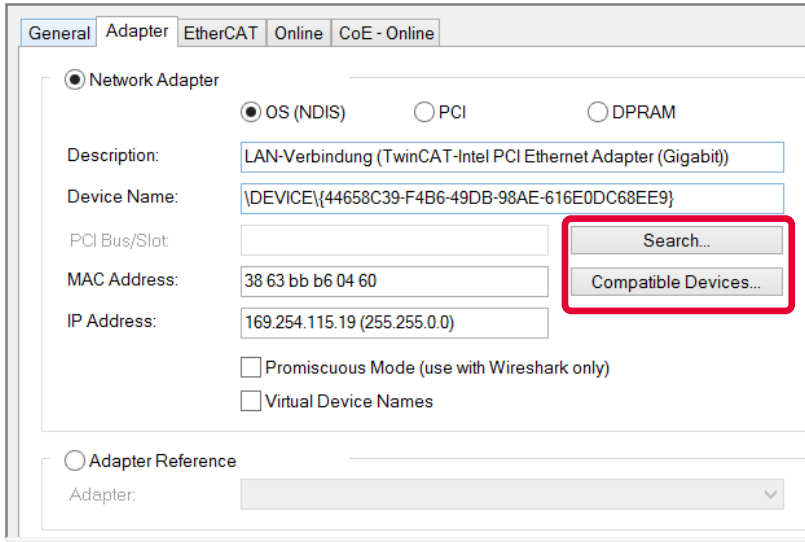 General Adapter EtherCAT Online CoE - Online
Network Adapter
OS (NDIS) PCI DPRAM
Description: LAN-Verbindung (TwinCAT-Intel PCI Ethernet Adapter (Gigabit))
Device Name: \DEVICE\{44658C39-F4B6-49DB-98AE-616E0DC68EE9}
PCI Bus/Slot: Search...
MAC Address: 38 63 bb b6 04 60 Compatible Devices...
IP Address: 169.254.115.19 (255.255.0.0)
Promiscuous Mode (use with Wireshark only)
Virtual Device Names
Adapter Reference
Adapter: